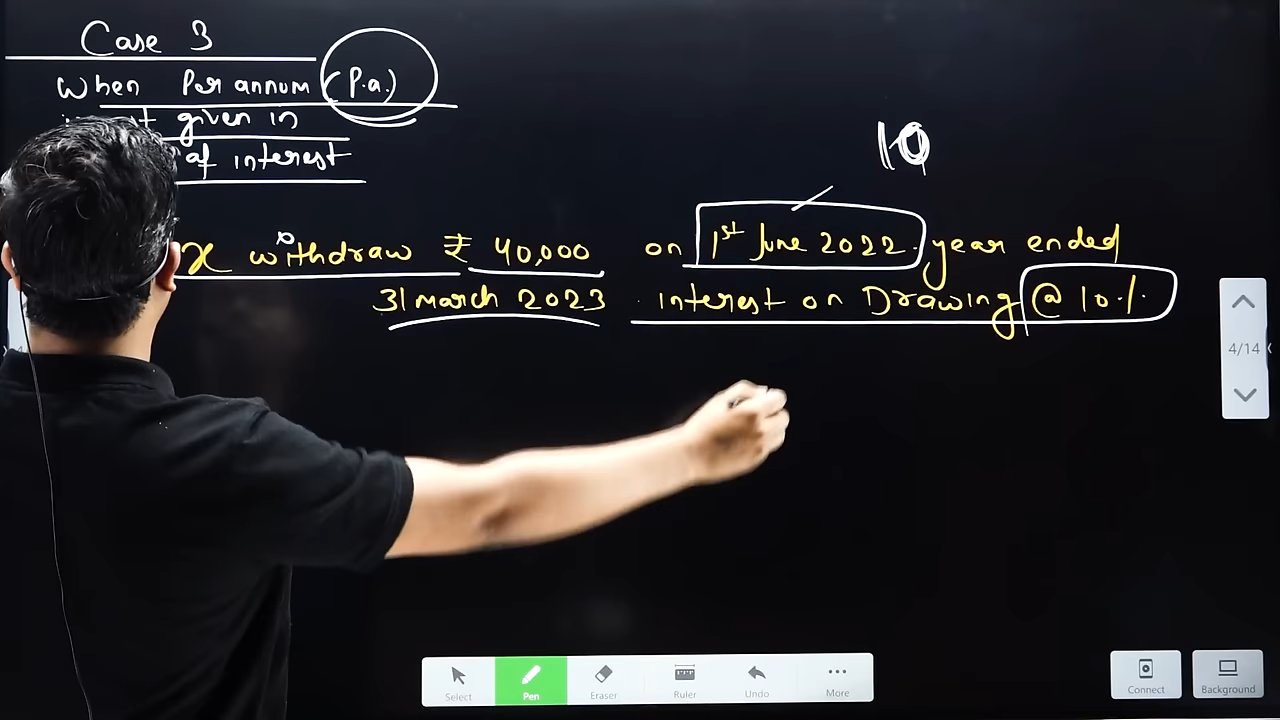 Case 3
When Per annum (P.a.)
given in
of interest
10
X withdraw ₹ 40,000 on 1st June 2022. year ended
31 march 2023 . interest on Drawing @ 10%.
4/14
Select Pen Eraser Ruler Undo More
Connect Background